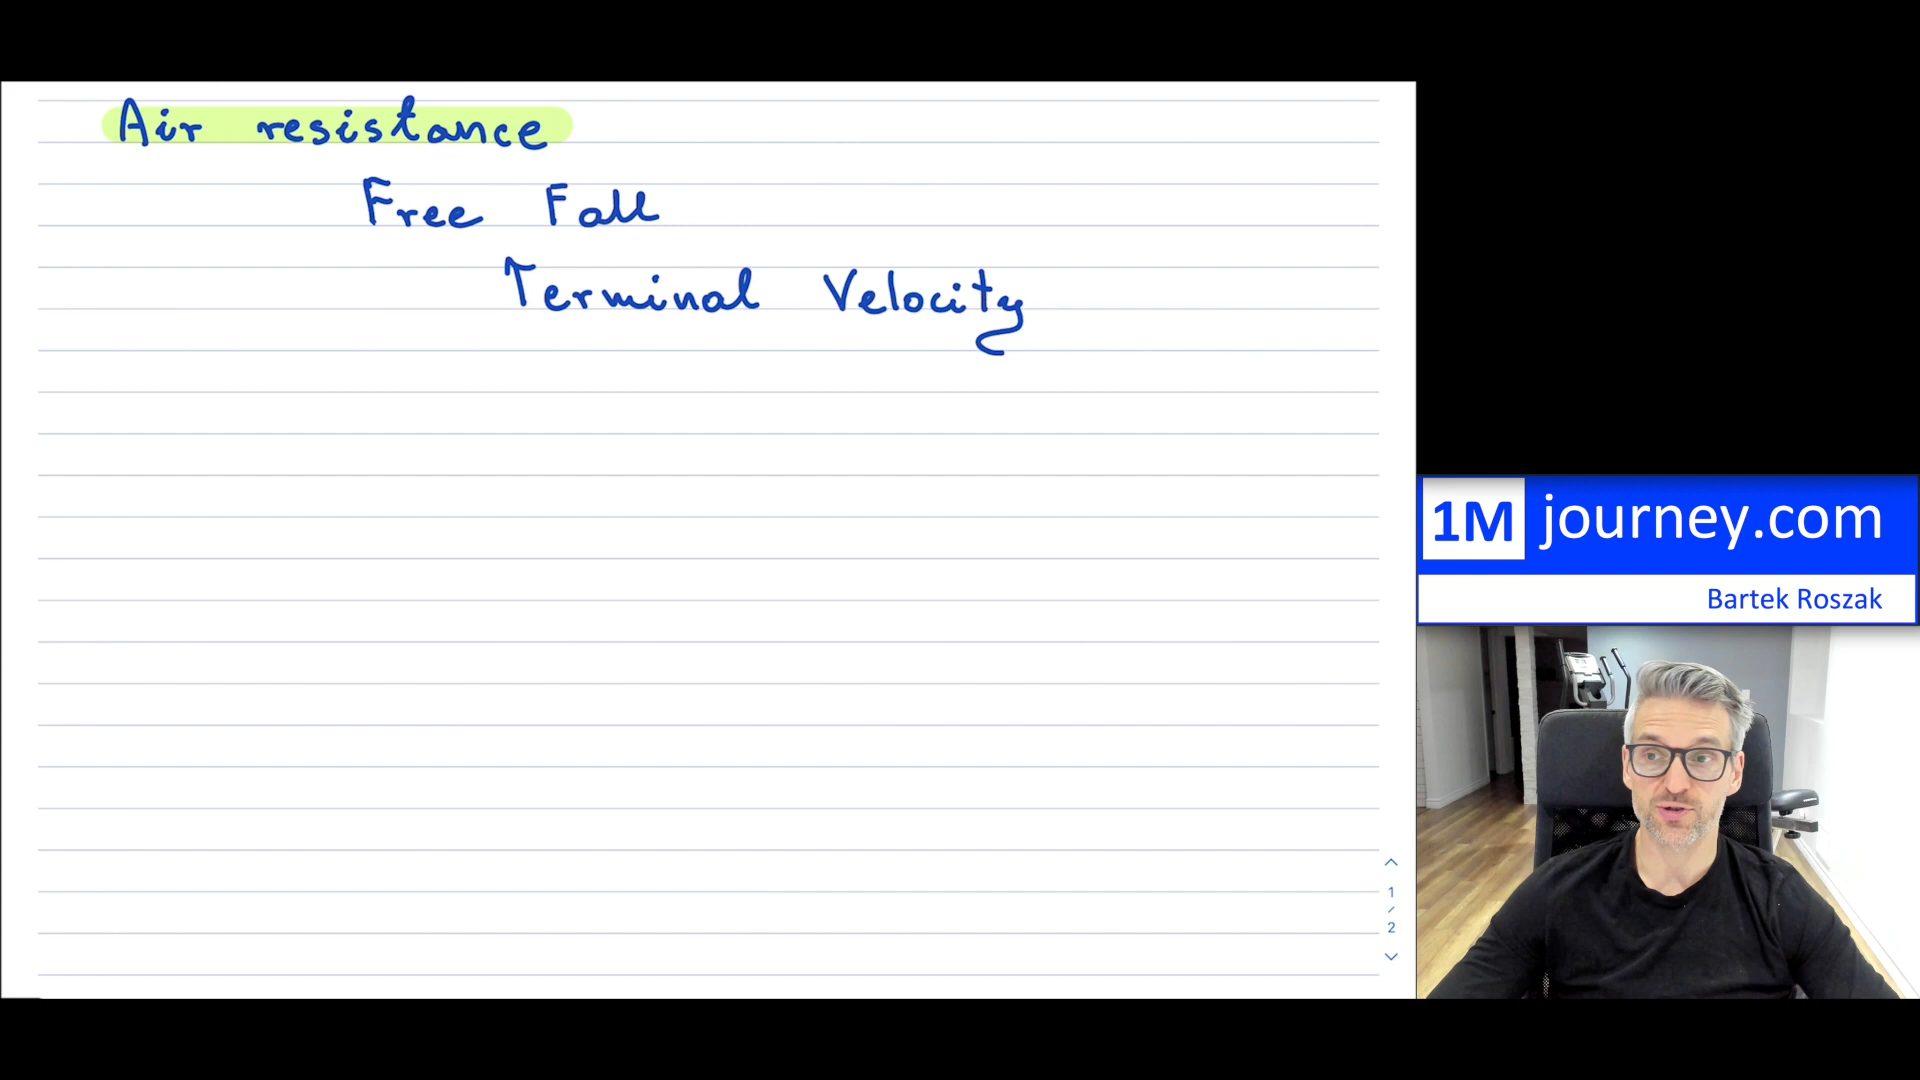 Air resistance
Free Fall
Terminal Velocity
1M journey.com
Bartek Roszak
1
/
2